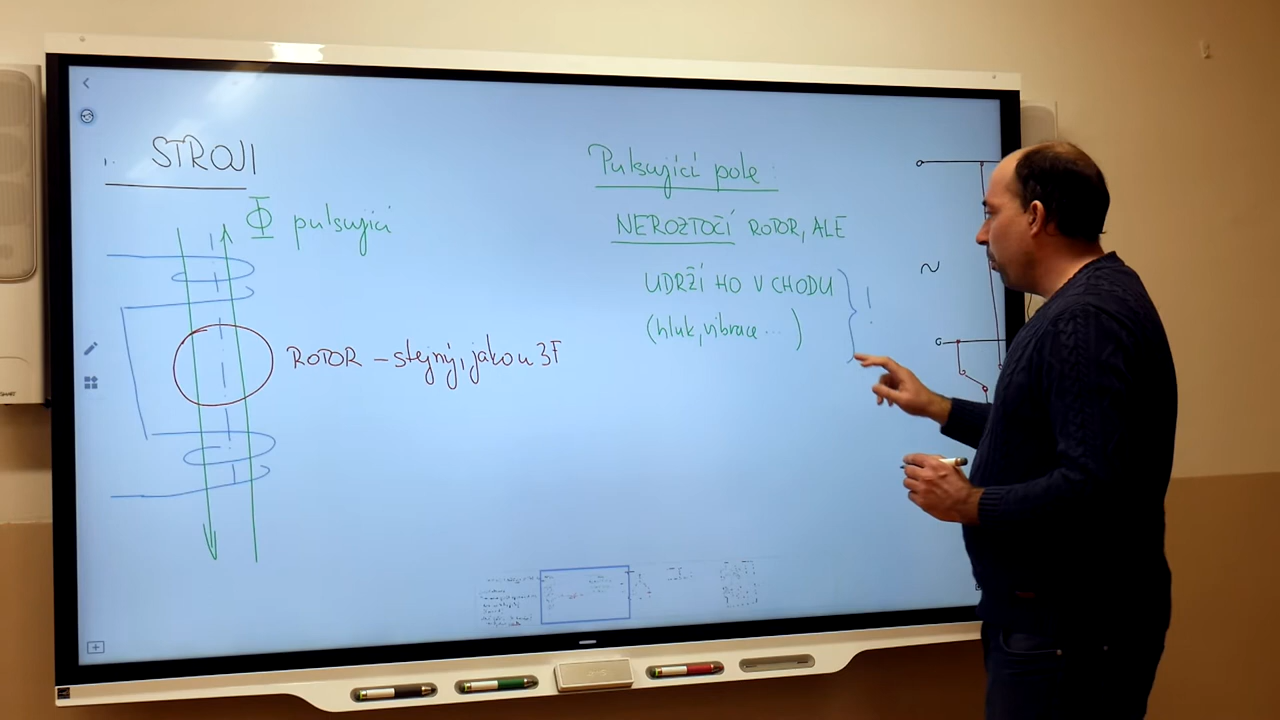 1. STROJI
Φ pulsující
ROTOR – stejný, jako u 3F
Pulsující pole:
NEROZTOČÍ ROTOR, ALE
UDRŽÍ HO V CHODU
(hluk, vibrace ... )
!
~